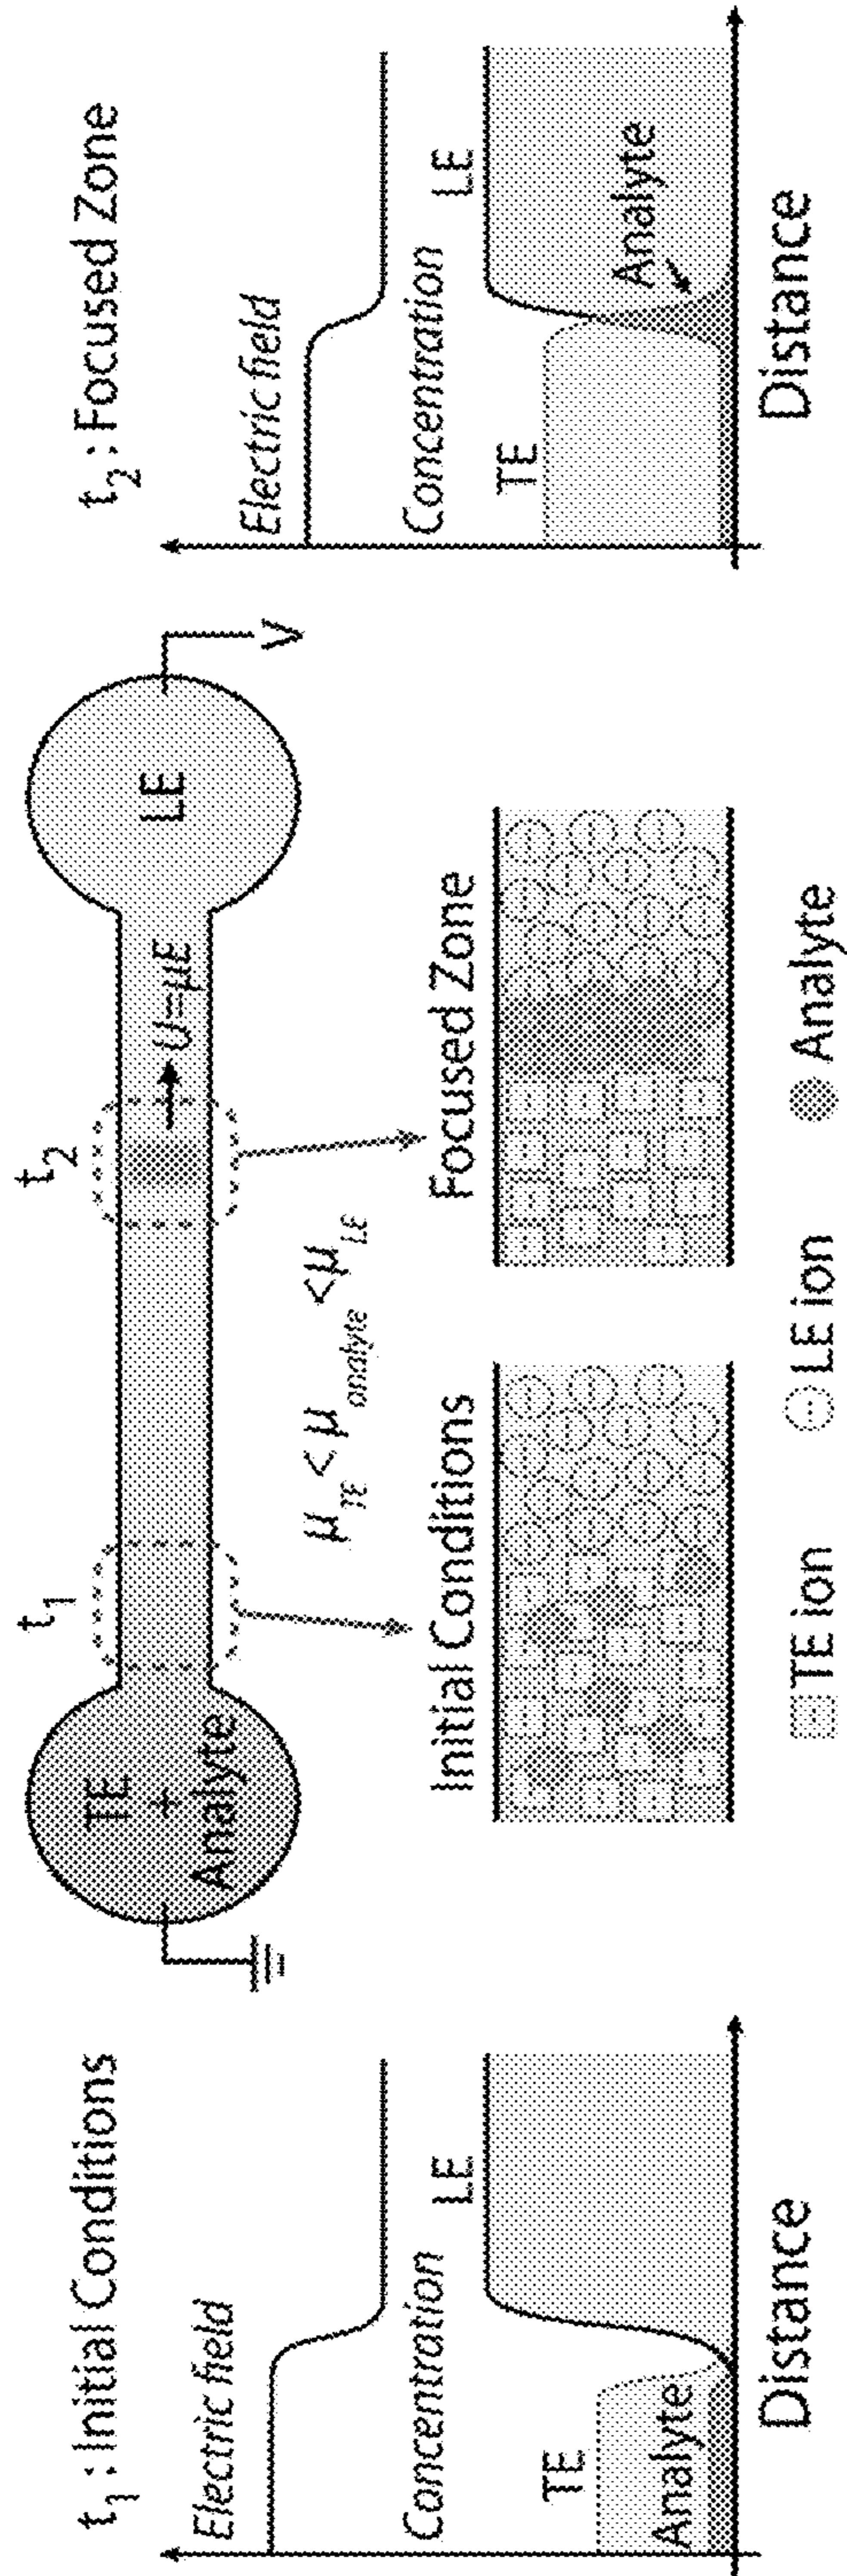 t1 : Initial Conditions
Electric field
Concentration
LE
TE
Analyte
Distance
TE
+
Analyte
t1
t2
U=μE
LE
V
μTE < μanalyte <μLE
Initial Conditions
Focused Zone
TE ion
LE ion
Analyte
t2 : Focused Zone
Electric field
Concentration
LE
TE
Analyte
Distance